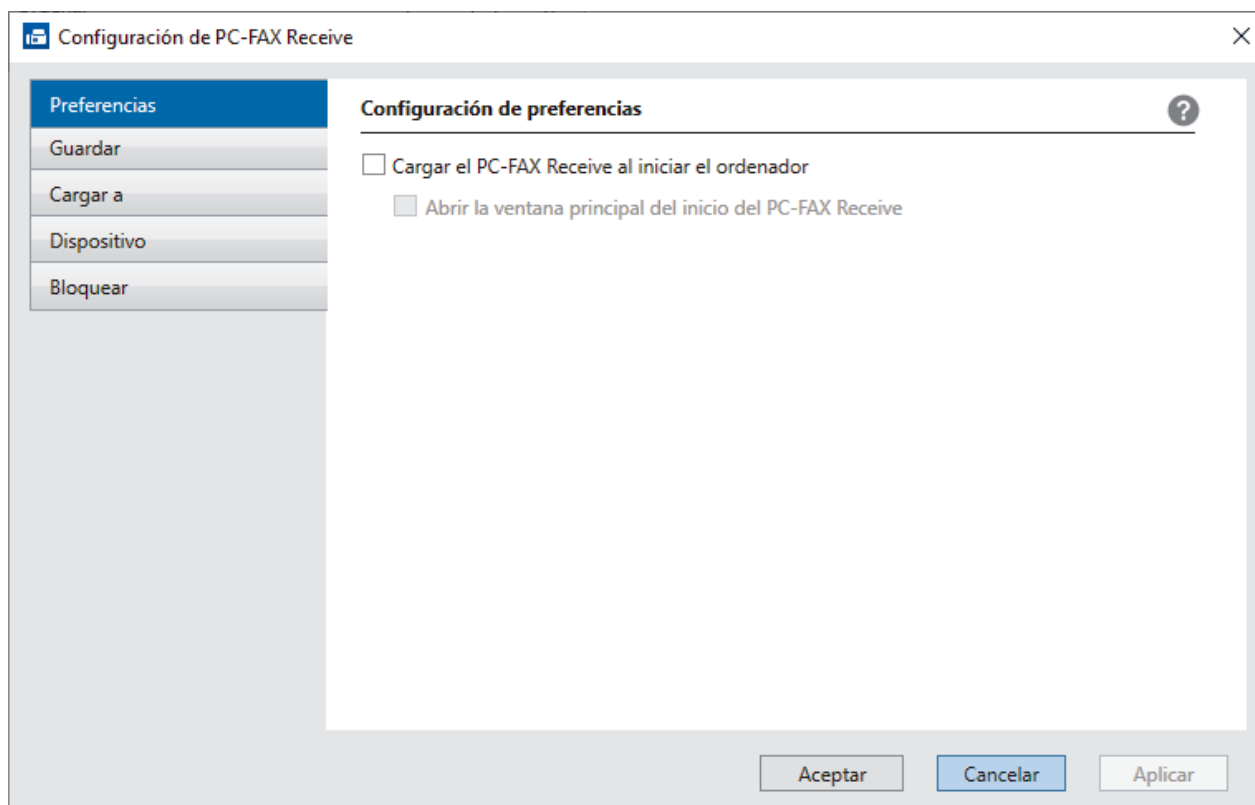 Configuración de PC-FAX Receive
Preferencias
Guardar
Cargar a
Dispositivo
Bloquear
Configuración de preferencias
?
Cargar el PC-FAX Receive al iniciar el ordenador
Abrir la ventana principal del inicio del PC-FAX Receive
Aceptar
Cancelar
Aplicar